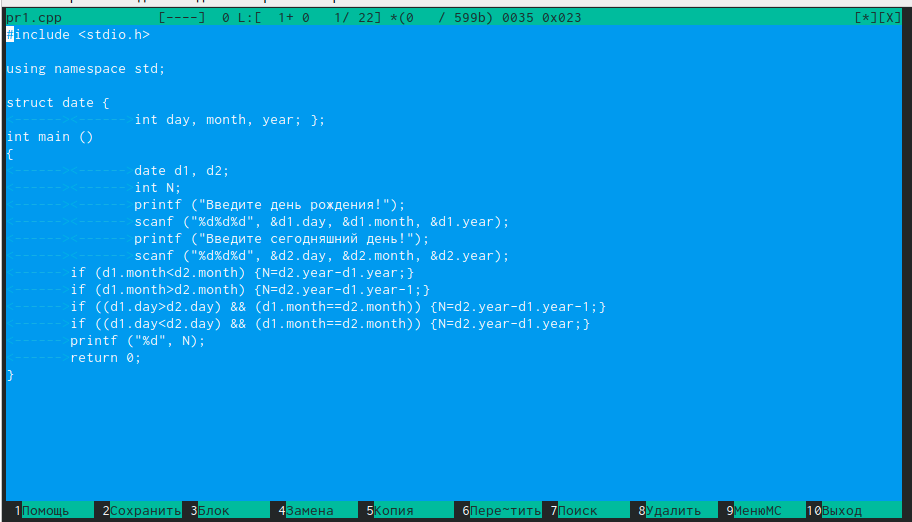 pr1.cpp [----] 0 L:[ 1+ 0 1/ 22] *(0 / 599b) 0035 0x023 [*][X]
#include <stdio.h>
using namespace std;
struct date {
int day, month, year; };
int main ()
{
date d1, d2;
int N;
printf ("Введите день рождения!");
scanf ("%d%d%d", &d1.day, &d1.month, &d1.year);
printf ("Введите сегодняшний день!");
scanf ("%d%d%d", &d2.day, &d2.month, &d2.year);
if (d1.month<d2.month) {N=d2.year-d1.year;}
if (d1.month>d2.month) {N=d2.year-d1.year-1;}
if ((d1.day>d2.day) && (d1.month==d2.month)) {N=d2.year-d1.year-1;}
if ((d1.day<d2.day) && (d1.month==d2.month)) {N=d2.year-d1.year;}
printf ("%d", N);
return 0;
}
1Помощь 2Сохранить 3Блок 4Замена 5Копия 6Пере~тить 7Поиск 8Удалить 9МенюMC 10Выход